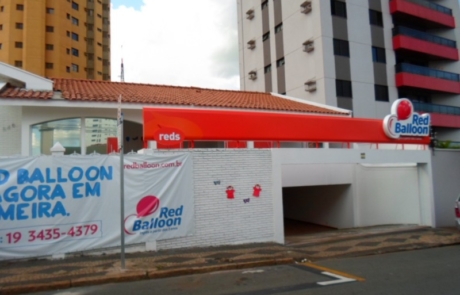 reds
Red
Balloon
redballoon.com.br
D BALLOON
AGORA EM
MEIRA.
19 3435-4379
Red
Balloon